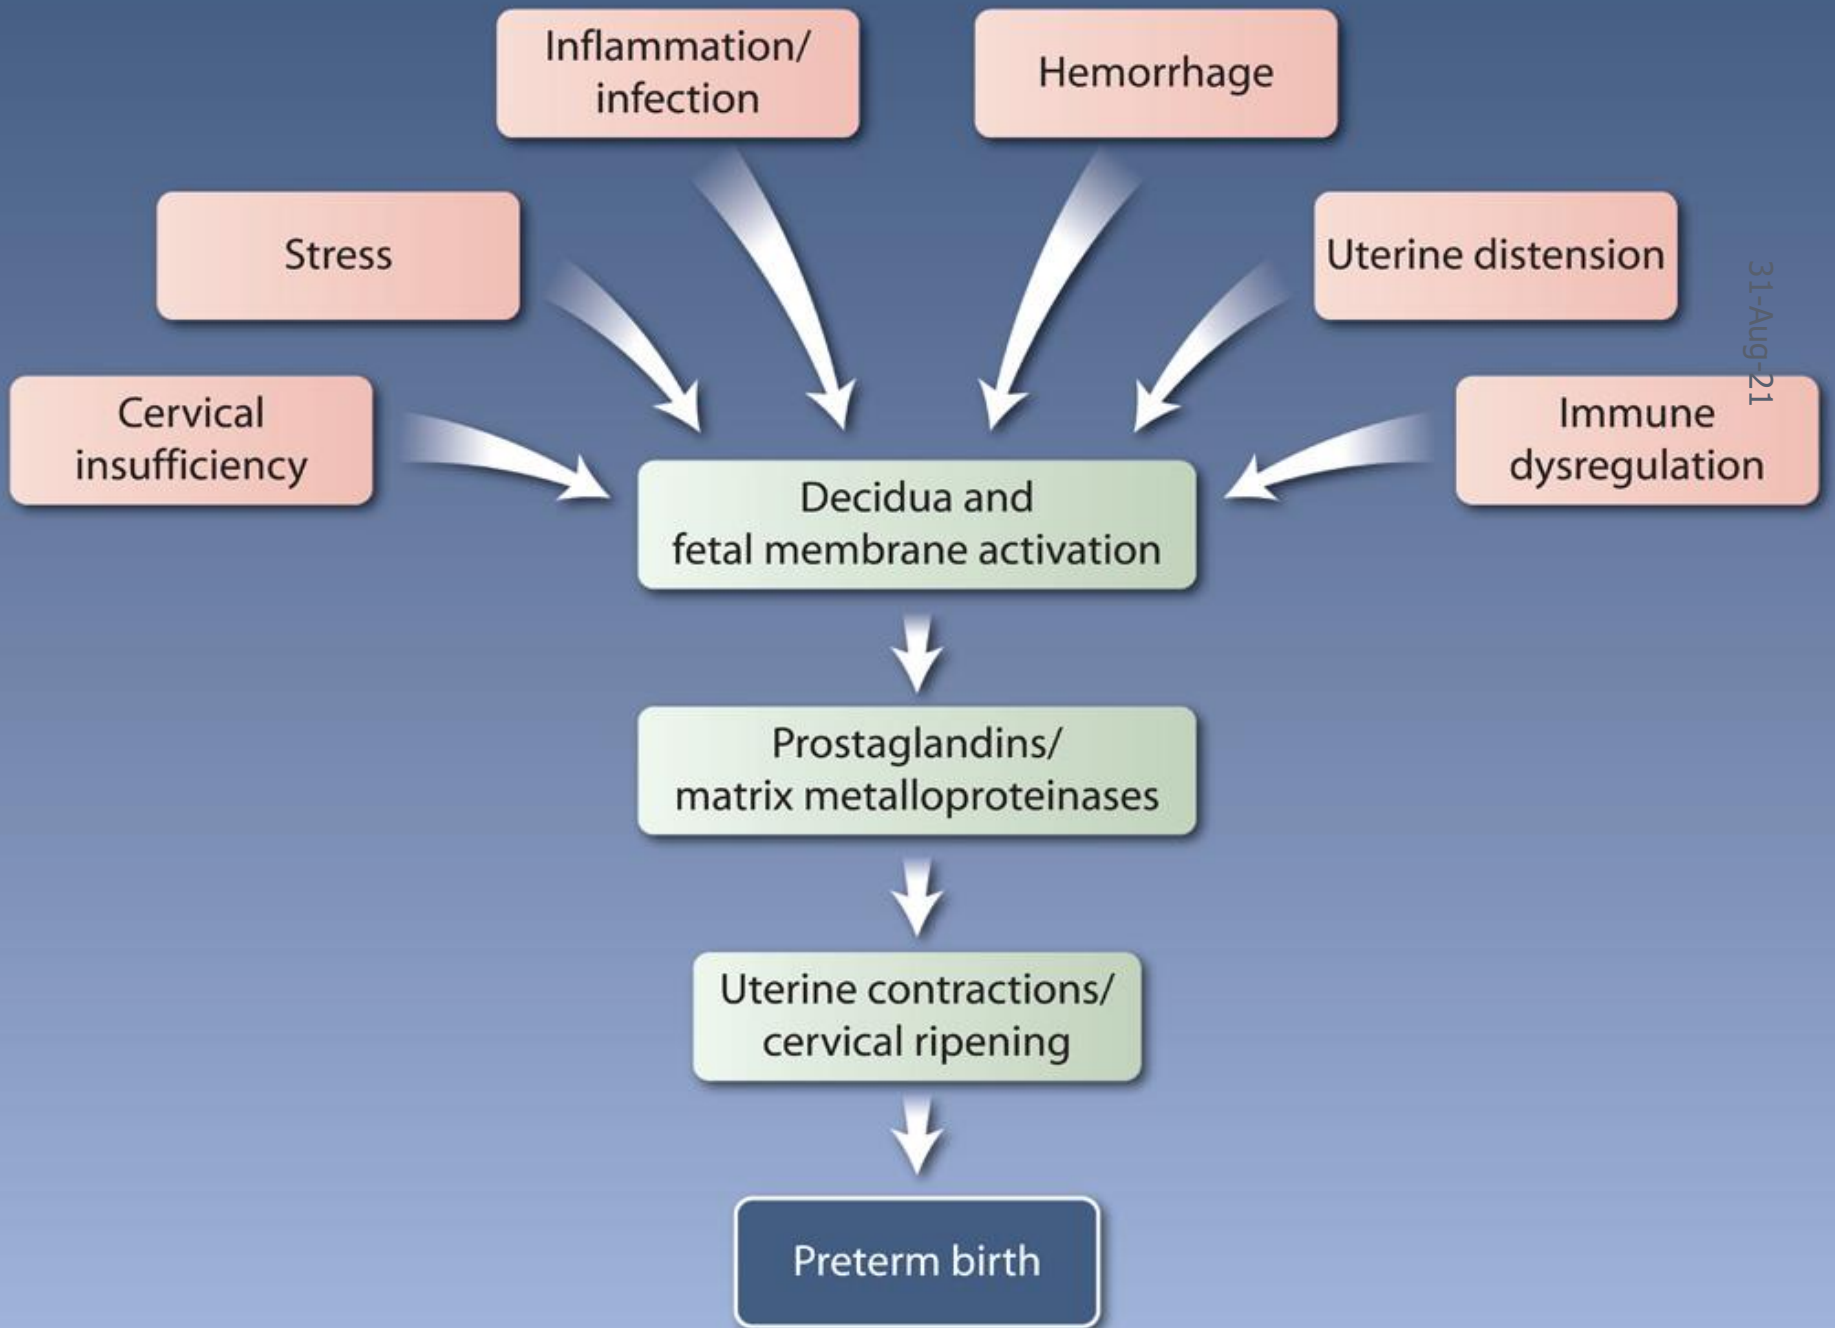 Inflammation/
infection
Hemorrhage
Stress
Uterine distension
Cervical
insufficiency
Immune
dysregulation
31-Aug-21
Decidua and
fetal membrane activation
Prostaglandins/
matrix metalloproteinases
Uterine contractions/
cervical ripening
Preterm birth